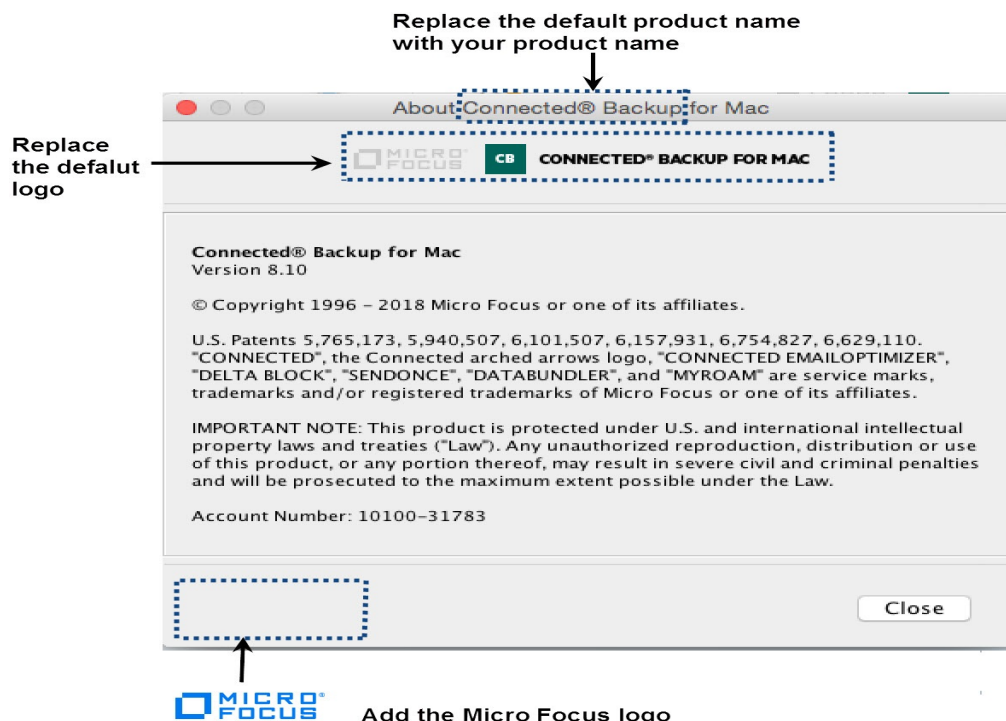 Replace the default product name
with your product name
About Connected® Backup for Mac
Replace
the defalut
logo
MICRO®
FOCUS
CB CONNECTED® BACKUP FOR MAC
Connected® Backup for Mac
Version 8.10
© Copyright 1996 – 2018 Micro Focus or one of its affiliates.
U.S. Patents 5,765,173, 5,940,507, 6,101,507, 6,157,931, 6,754,827, 6,629,110.
"CONNECTED", the Connected arched arrows logo, "CONNECTED EMAILOPTIMIZER",
"DELTA BLOCK", "SENDONCE", "DATABUNDLER", and "MYROAM" are service marks,
trademarks and/or registered trademarks of Micro Focus or one of its affiliates.
IMPORTANT NOTE: This product is protected under U.S. and international intellectual
property laws and treaties ("Law"). Any unauthorized reproduction, distribution or use
of this product, or any portion thereof, may result in severe civil and criminal penalties
and will be prosecuted to the maximum extent possible under the Law.
Account Number: 10100-31783
Close
MICRO®
FOCUS
Add the Micro Focus logo